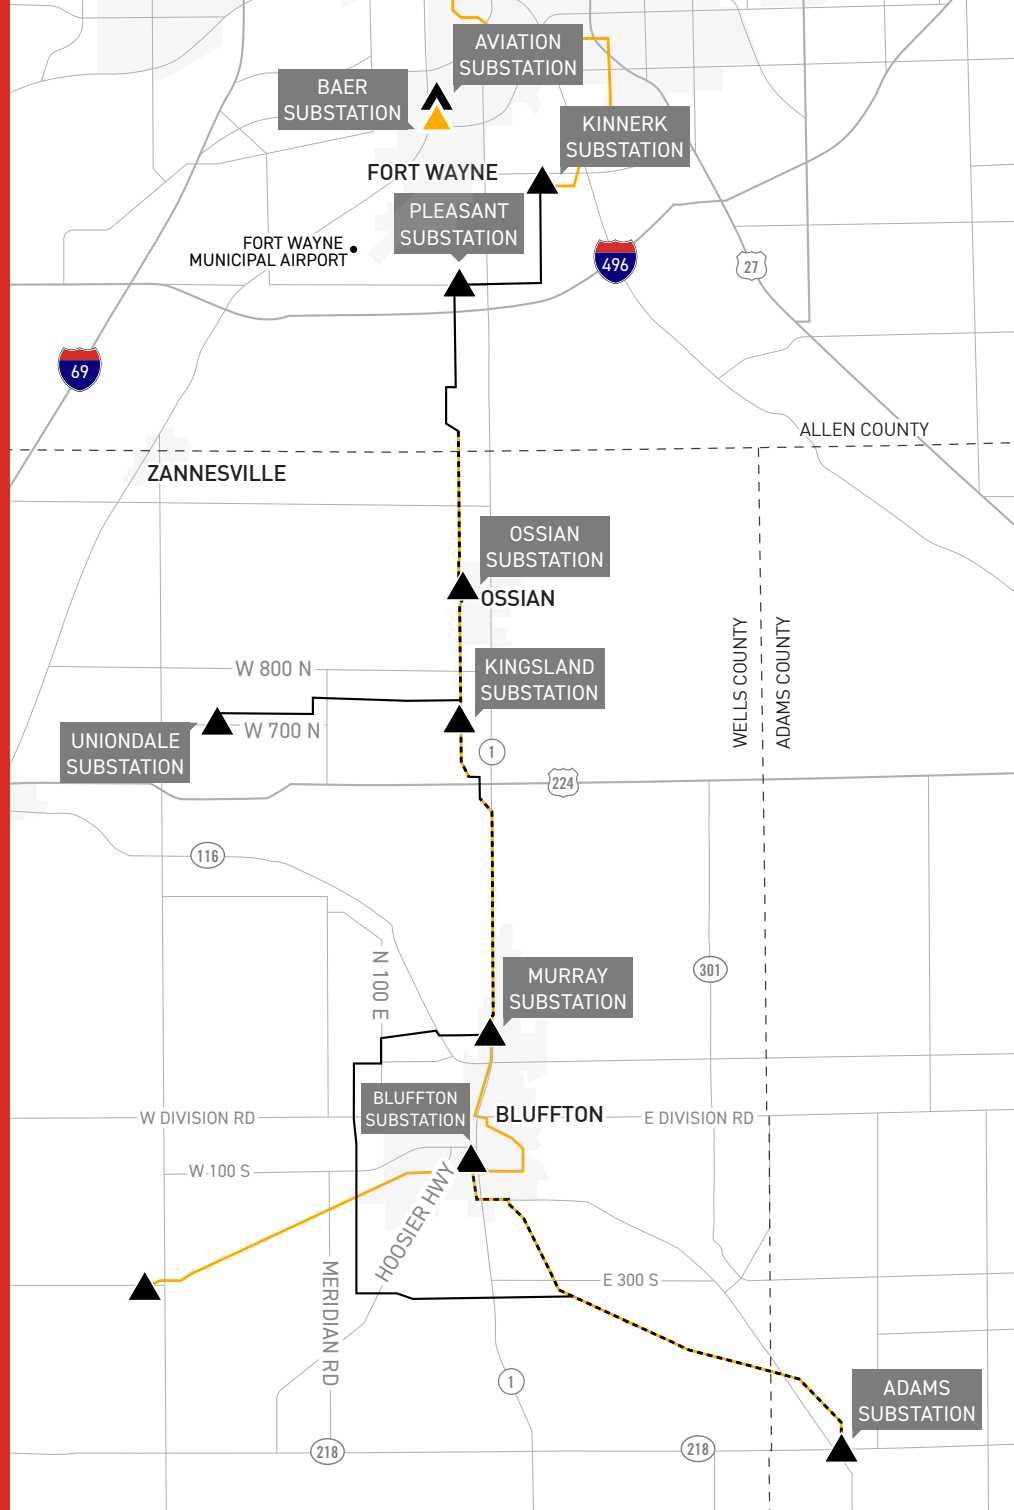 AVIATION
SUBSTATION
BAER
SUBSTATION
KINNERK
SUBSTATION
FORT WAYNE
PLEASANT
SUBSTATION
FORT WAYNE
MUNICIPAL AIRPORT
496
27
69
ALLEN COUNTY
ZANNESVILLE
OSSIAN
SUBSTATION
OSSIAN
WELLS COUNTY
ADAMS COUNTY
W 800 N
KINGSLAND
SUBSTATION
W 700 N
UNIONDALE
SUBSTATION
1
224
116
N 100 E
301
MURRAY
SUBSTATION
BLUFFTON
SUBSTATION
BLUFFTON
W DIVISION RD
E DIVISION RD
W 100 S
HOOSIER HWY
MERIDIAN RD
E 300 S
1
ADAMS
SUBSTATION
218
218